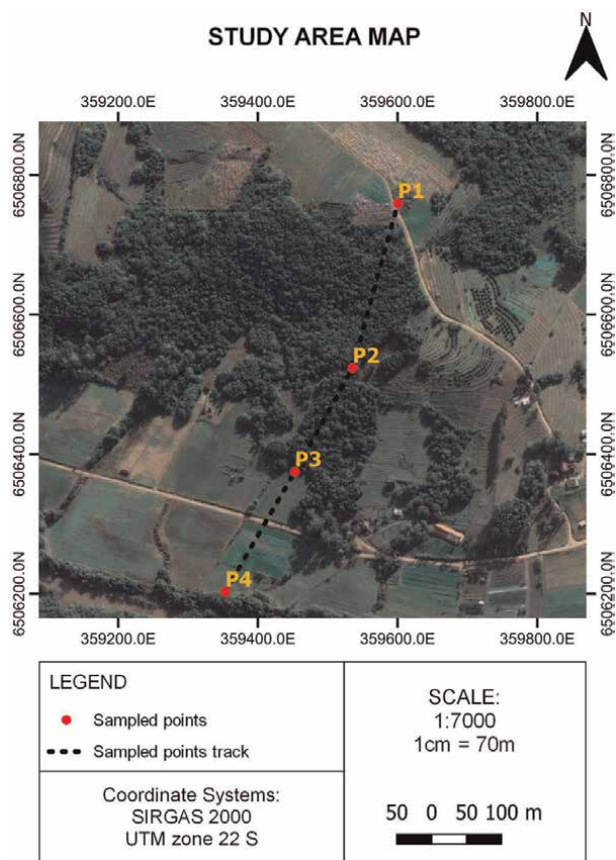 STUDY AREA MAP
N
359200.0E 359400.0E 359600.0E 359800.0E
6506800.0N 6506800.0N
P1
6506600.0N 6506600.0N
P2
6506400.0N 6506400.0N
P3
P4
6506200.0N 6506200.0N
359200.0E 359400.0E 359600.0E 359800.0E
LEGEND
Sampled points
Sampled points track
Coordinate Systems:
SIRGAS 2000
UTM zone 22 S
SCALE:
1:7000
1cm = 70m
50 0 50 100 m